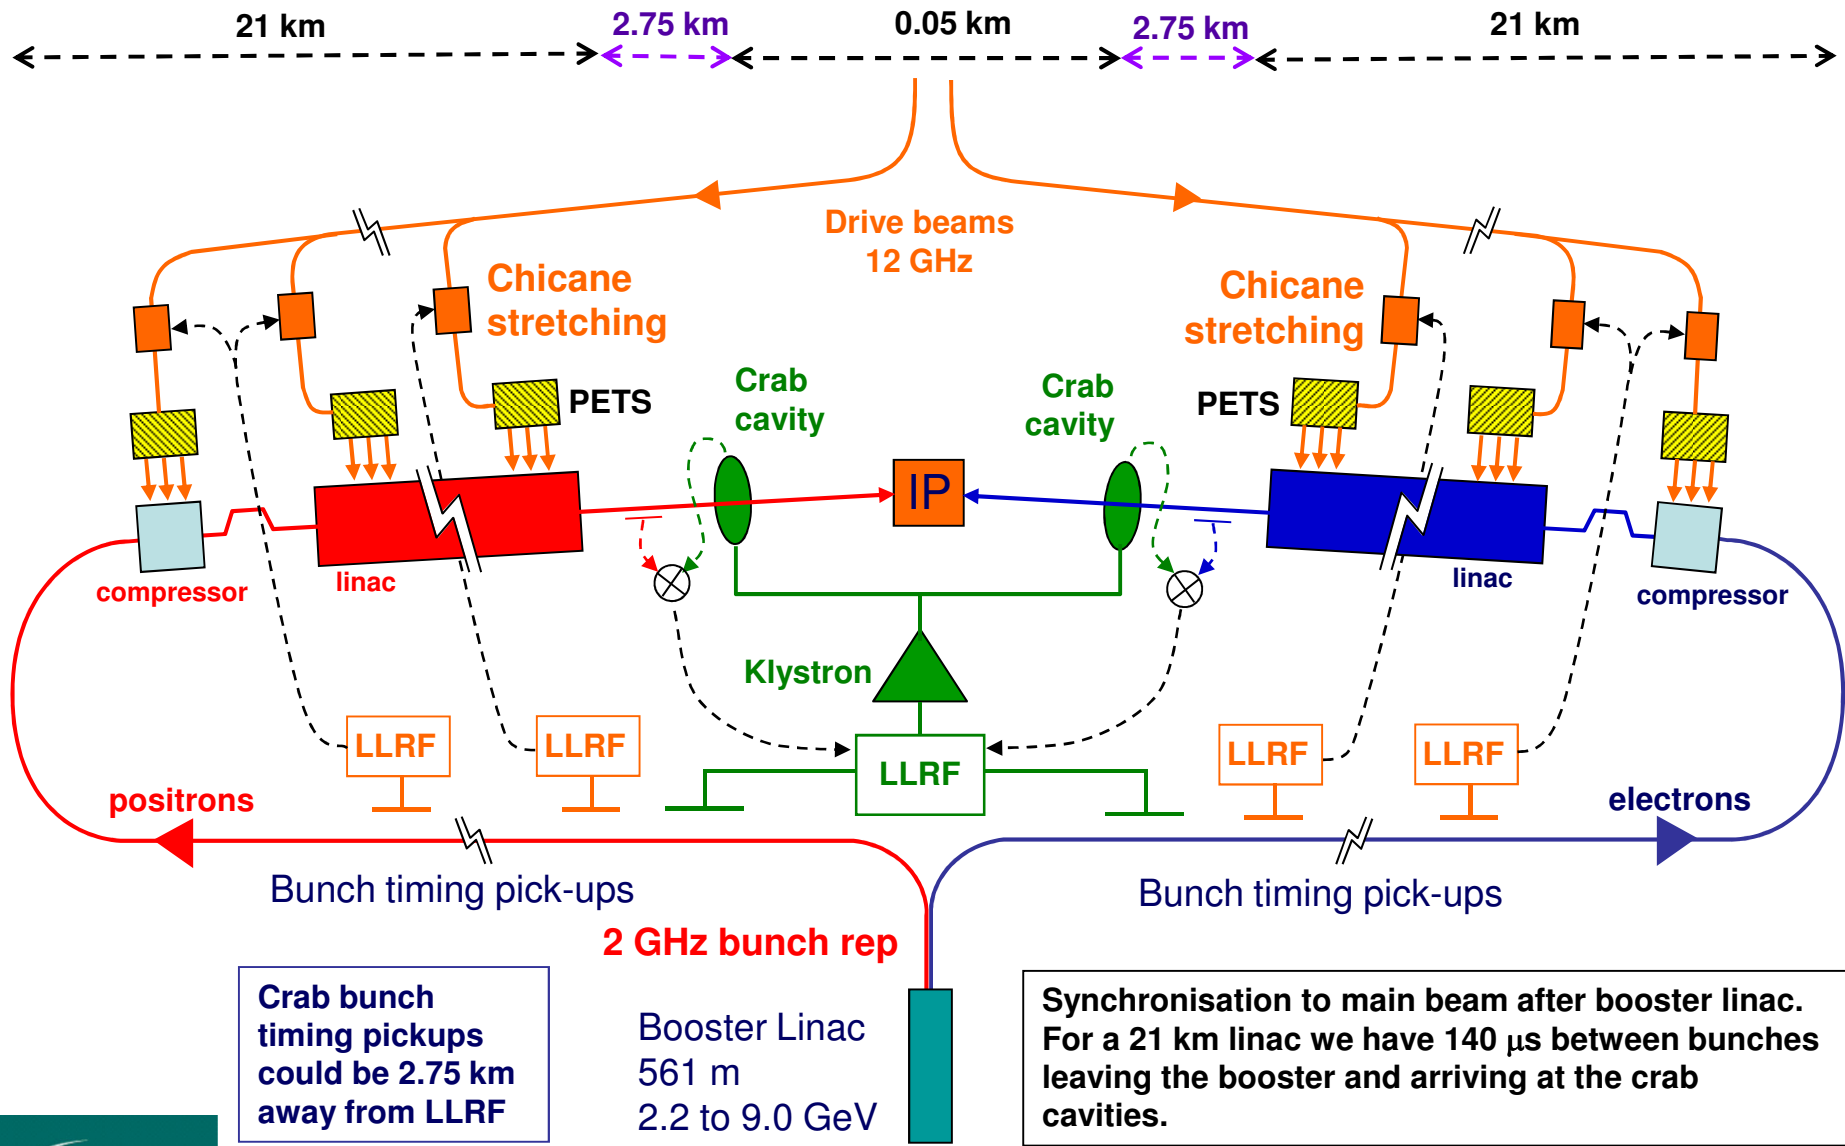 21 km
2.75 km
0.05 km
2.75 km
21 km
Drive beams
12 GHz
Chicane
stretching
Chicane
stretching
PETS
Crab
cavity
Crab
cavity
PETS
IP
compressor
linac
linac
compressor
Klystron
LLRF
LLRF
LLRF
LLRF
LLRF
positrons
electrons
Bunch timing pick-ups
Bunch timing pick-ups
2 GHz bunch rep
Crab bunch
timing pickups
could be 2.75 km
away from LLRF
Booster Linac
561 m
2.2 to 9.0 GeV
Synchronisation to main beam after booster linac.
For a 21 km linac we have 140 μs between bunches
leaving the booster and arriving at the crab
cavities.